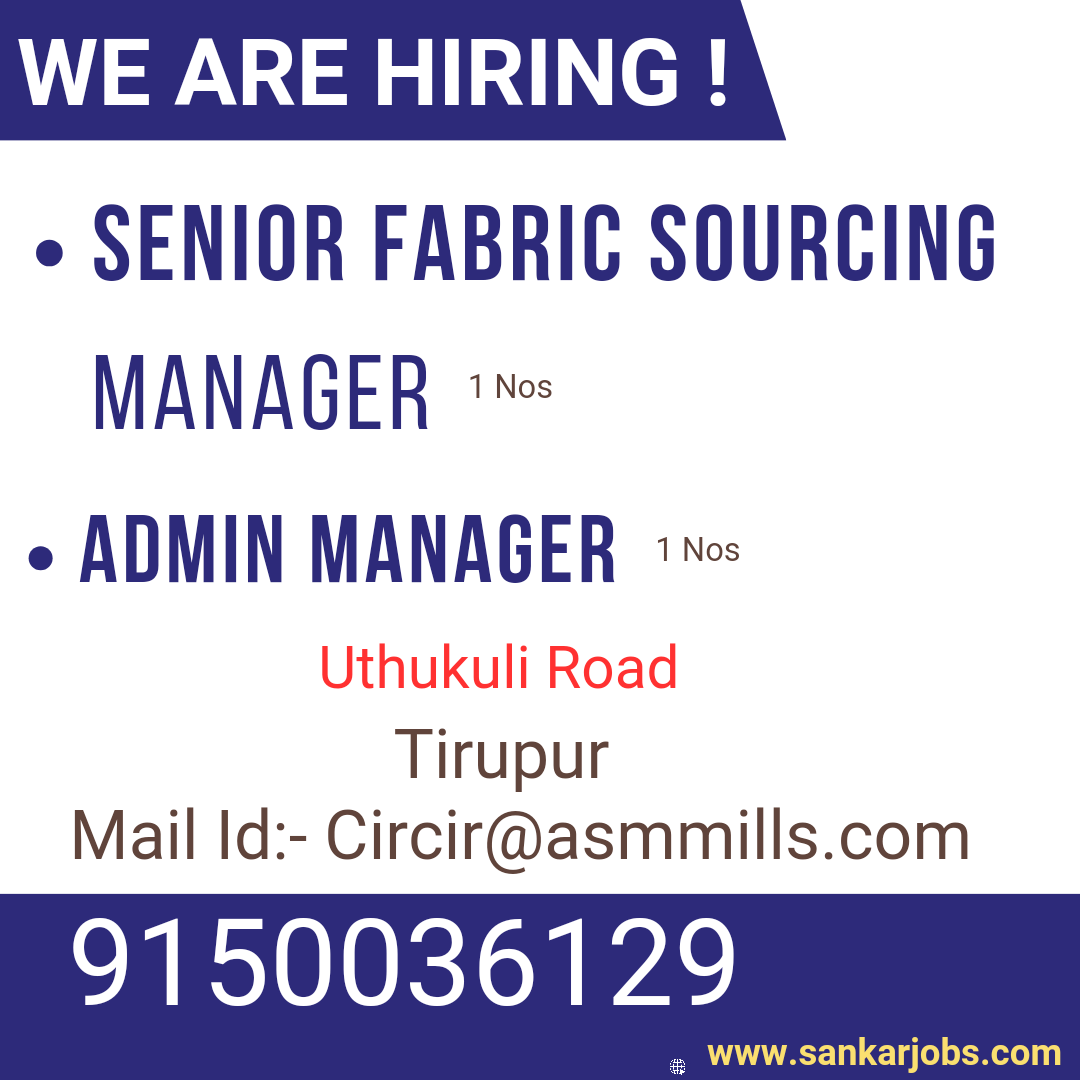 WE ARE HIRING !
• SENIOR FABRIC SOURCING
MANAGER 1 Nos
• ADMIN MANAGER 1 Nos
Uthukuli Road
Tirupur
Mail Id:- Circir@asmmills.com
9150036129
www.sankarjobs.com